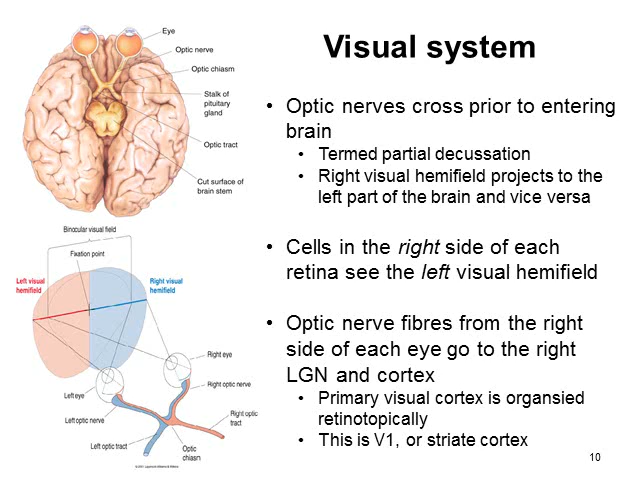 Visual system
Eye
Optic nerve
Optic chiasm
Stalk of
pituitary
gland
Optic tract
Cut surface of
brain stem
Binocular visual field
Fxation point
Left visual
hemifield
Right visual
hemifield
Right eye
Left eye
Right optic nerve
Left optic nerve
Right optic
tract
Left optic tract
Optic
chiasm
• Optic nerves cross prior to entering
brain
• Termed partial decussation
• Right visual hemifield projects to the
left part of the brain and vice versa
• Cells in the right side of each
retina see the left visual hemifield
• Optic nerve fibres from the right
side of each eye go to the right
LGN and cortex
• Primary visual cortex is organsied
retinotopically
• This is V1, or striate cortex
10